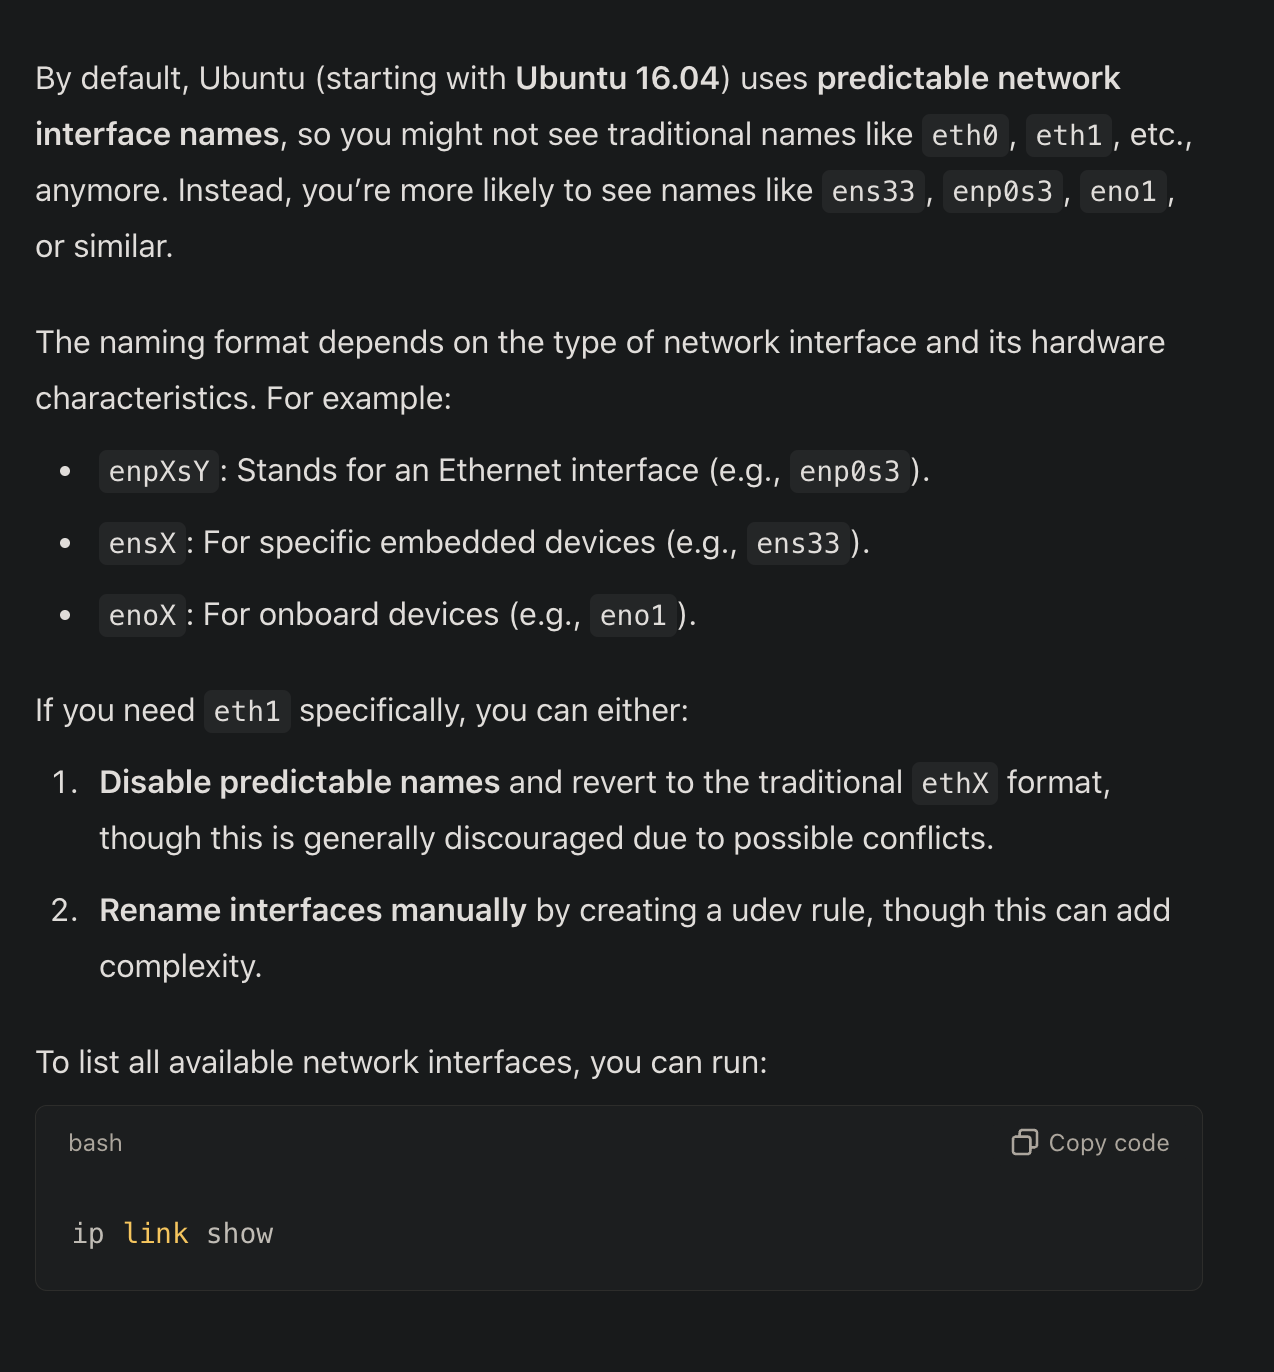 By default, Ubuntu (starting with Ubuntu 16.04) uses predictable network
interface names, so you might not see traditional names like eth0, eth1, etc.,
anymore. Instead, you’re more likely to see names like ens33, enp0s3, eno1,
or similar.
The naming format depends on the type of network interface and its hardware
characteristics. For example:
• enpXsY: Stands for an Ethernet interface (e.g., enp0s3).
• ensX: For specific embedded devices (e.g., ens33).
• enoX: For onboard devices (e.g., eno1).
If you need eth1 specifically, you can either:
1. Disable predictable names and revert to the traditional ethX format,
though this is generally discouraged due to possible conflicts.
2. Rename interfaces manually by creating a udev rule, though this can add
complexity.
To list all available network interfaces, you can run:
bash Copy code
ip link show